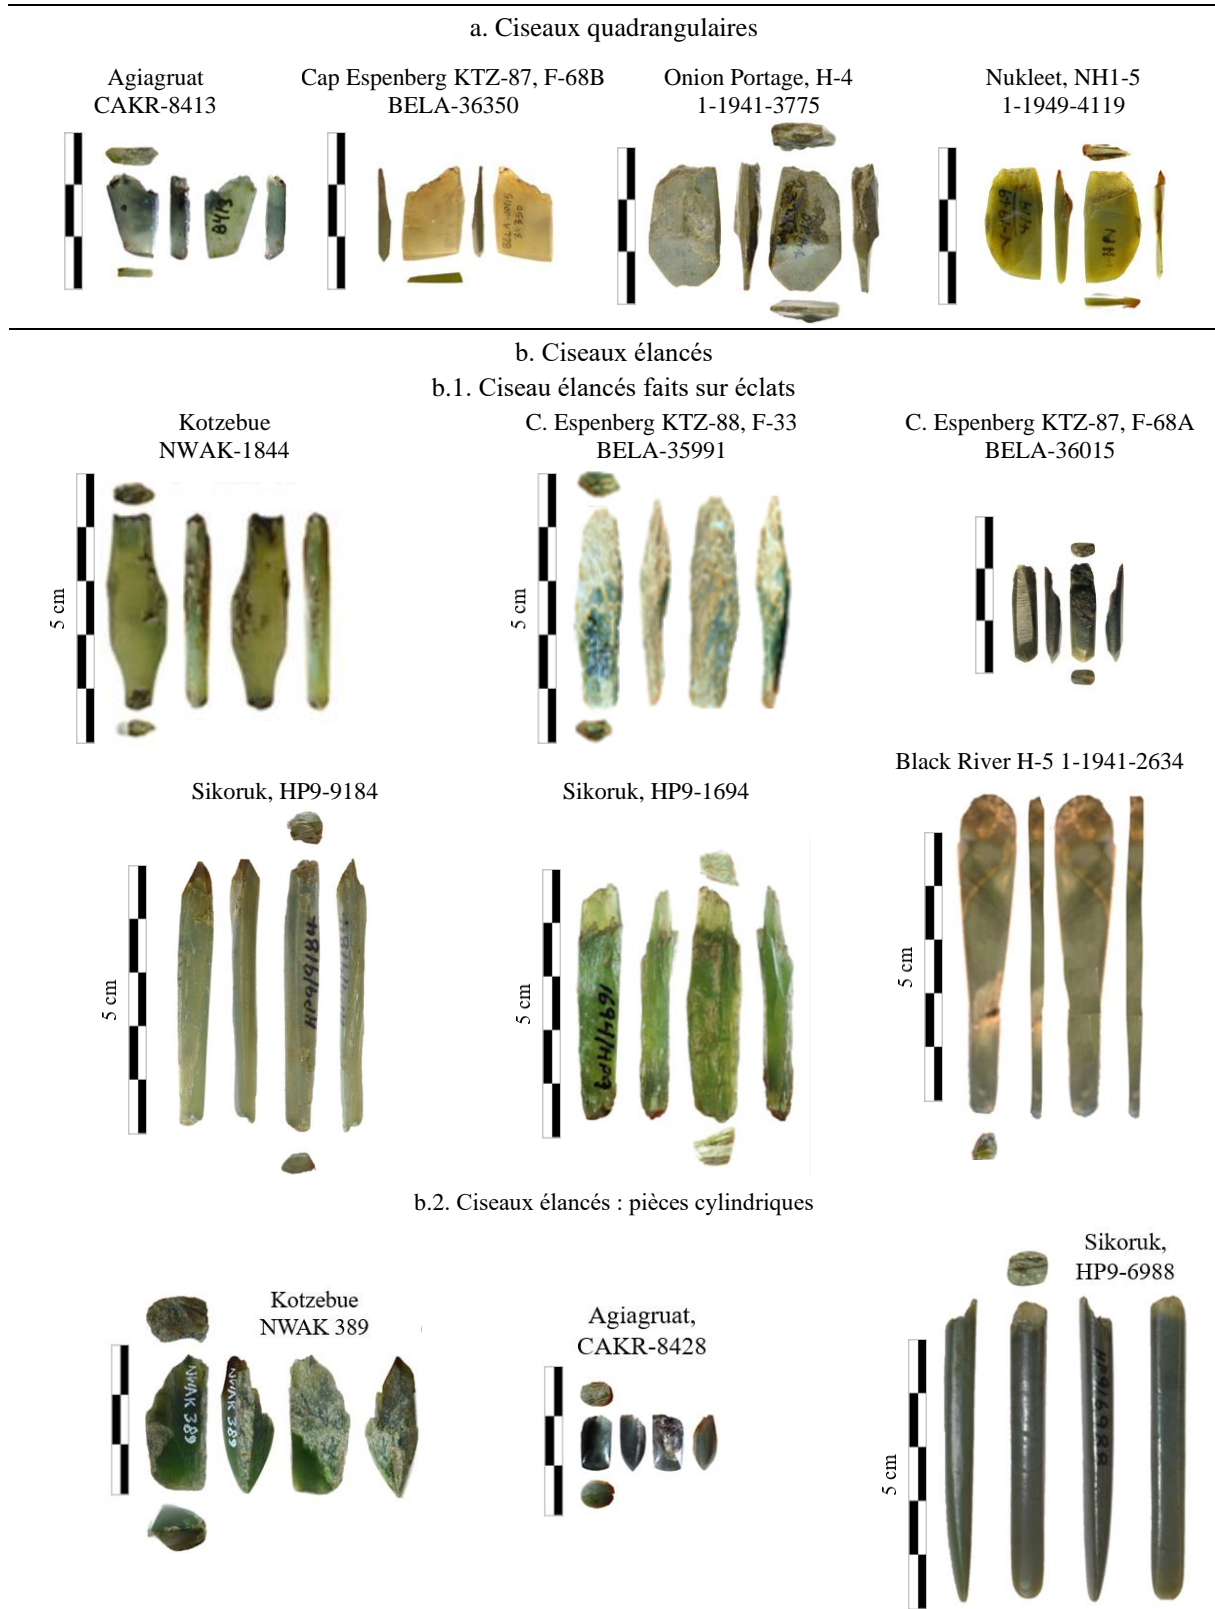 a. Ciseaux quadrangulaires
Agiagruat
CAKR-8413
Cap Espenberg KTZ-87, F-68B
BELA-36350
Onion Portage, H-4
1-1941-3775
Nukleet, NH1-5
1-1949-4119
8413
b. Ciseaux élancés
b.1. Ciseau élancés faits sur éclats
Kotzebue
NWAK-1844
C. Espenberg KTZ-88, F-33
BELA-35991
C. Espenberg KTZ-87, F-68A
BELA-36015
5 cm
5 cm
Sikoruk, HP9-9184
Sikoruk, HP9-1694
Black River H-5 1-1941-2634
5 cm
5 cm
5 cm
b.2. Ciseaux élancés : pièces cylindriques
Kotzebue
NWAK 389
NWAK 389
NWAK 389
Agiagruat,
CAKR-8428
Sikoruk,
HP9-6988
5 cm